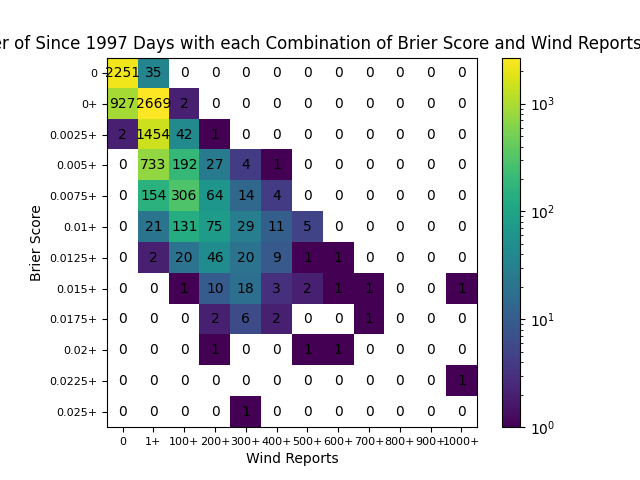 er of Since 1997 Days with each Combination of Brier Score and Wind Reports
0 2251 35 0 0 0 0 0 0 0 0 0 0
0+ 927 2669 2 0 0 0 0 0 0 0 0 0
0.0025+ 2 1454 42 1 0 0 0 0 0 0 0 0
0.005+ 0 733 192 27 4 1 0 0 0 0 0 0
0.0075+ 0 154 306 64 14 4 0 0 0 0 0 0
0.01+ 0 21 131 75 29 11 5 0 0 0 0 0
0.0125+ 0 2 20 46 20 9 1 1 0 0 0 0
0.015+ 0 0 1 10 18 3 2 1 1 0 0 1
0.0175+ 0 0 0 2 6 2 0 0 1 0 0 0
0.02+ 0 0 0 1 0 0 1 1 0 0 0 0
0.0225+ 0 0 0 0 0 0 0 0 0 0 0 1
0.025+ 0 0 0 0 1 0 0 0 0 0 0 0
0 1+ 100+ 200+ 300+ 400+ 500+ 600+ 700+ 800+ 900+ 1000+
Wind Reports
Brier Score
10³
10²
10¹
10⁰